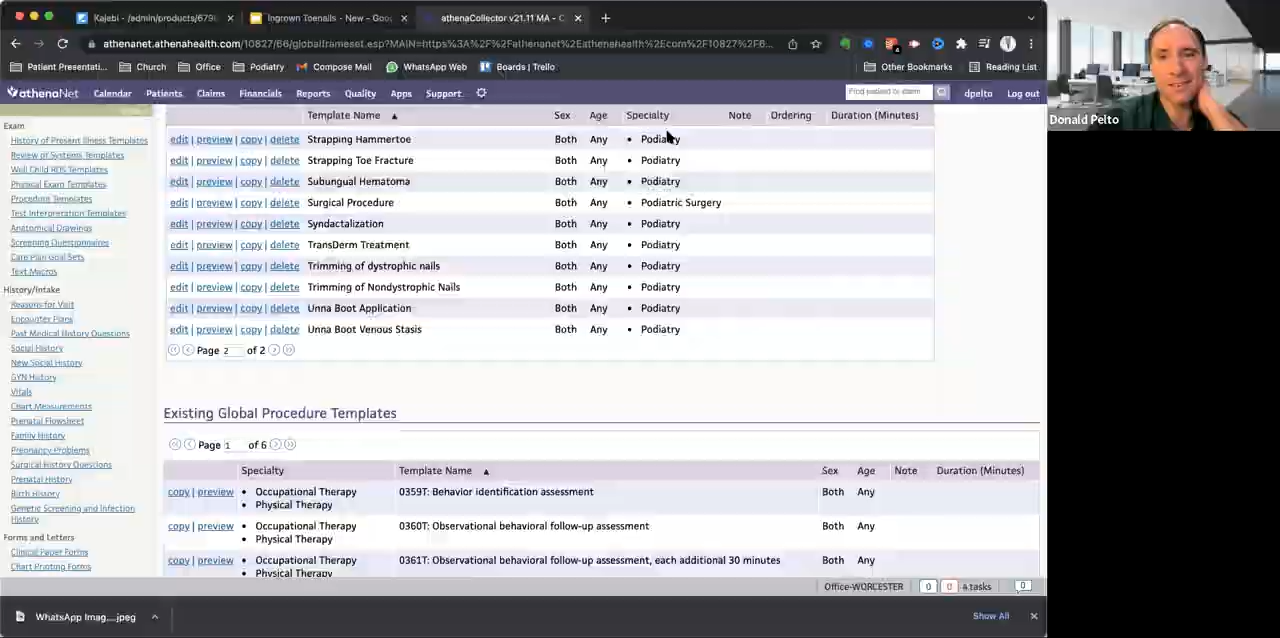 Kajebi - /admin/products/679 Ingrown Toenails - New - Goo athenaCollector v21.11 MA - C
athenanet.athenahealth.com/10827/66/globalframeset.esp?MAIN=https%3A%2F%2Fathenanet%2Eathenahealth%2Ecom%2F10827%2F6...
Patient Presentati... Church Office Podiatry Compose Mail WhatsApp Web Boards | Trello Other Bookmarks Reading List
athenaNet Calendar Patients Claims Financials Reports Quality Apps Support Find patient to claim dpelto Log out
Donald Pelto
Template Name Sex Age Specialty Note Ordering Duration (Minutes)
edit | preview | copy | delete Strapping Hammertoe Both Any • Podiatry
edit | preview | copy | delete Strapping Toe Fracture Both Any • Podiatry
edit | preview | copy | delete Subungual Hematoma Both Any • Podiatry
edit | preview | copy | delete Surgical Procedure Both Any • Podiatric Surgery
edit | preview | copy | delete Syndactalization Both Any • Podiatry
edit | preview | copy | delete TransDerm Treatment Both Any • Podiatry
edit | preview | copy | delete Trimming of dystrophic nails Both Any • Podiatry
edit | preview | copy | delete Trimming of Nondystrophic Nails Both Any • Podiatry
edit | preview | copy | delete Unna Boot Application Both Any • Podiatry
edit | preview | copy | delete Unna Boot Venous Stasis Both Any • Podiatry
Page 2 of 2
Exam
History of Present Illness Templates
Review of Systems Templates
Well Child ROS Templates
Physical Exam Templates
Procedure Templates
Test Interpretation Templates
Anatomical Drawings
Screening Questionnaires
Care Plan Goal Sets
Text Macros
History/Intake
Reasons for Visit
Encounter Plans
Past Medical History Questions
Social History
New Social History
GYN History
Vitals
Chart Measurements
Prenatal Flowsheet
Family History
Pregnancy Problems
Surgical History Questions
Prenatal History
Birth History
Genetic Screening and Infection
History
Forms and Letters
Clinical Paper Forms
Chart Printing Forms
Existing Global Procedure Templates
Page 1 of 6
Specialty Template Name Sex Age Note Duration (Minutes)
copy | preview • Occupational Therapy 0359T: Behavior identification assessment Both Any
• Physical Therapy
copy | preview • Occupational Therapy 0360T: Observational behavioral follow-up assessment Both Any
• Physical Therapy
copy | preview • Occupational Therapy 0361T: Observational behavioral follow-up assessment, each additional 30 minutes Both Any
• Physical Therapy
Office-WORCESTER 0 0 4 tasks 0
WhatsApp Imag....jpeg Show All